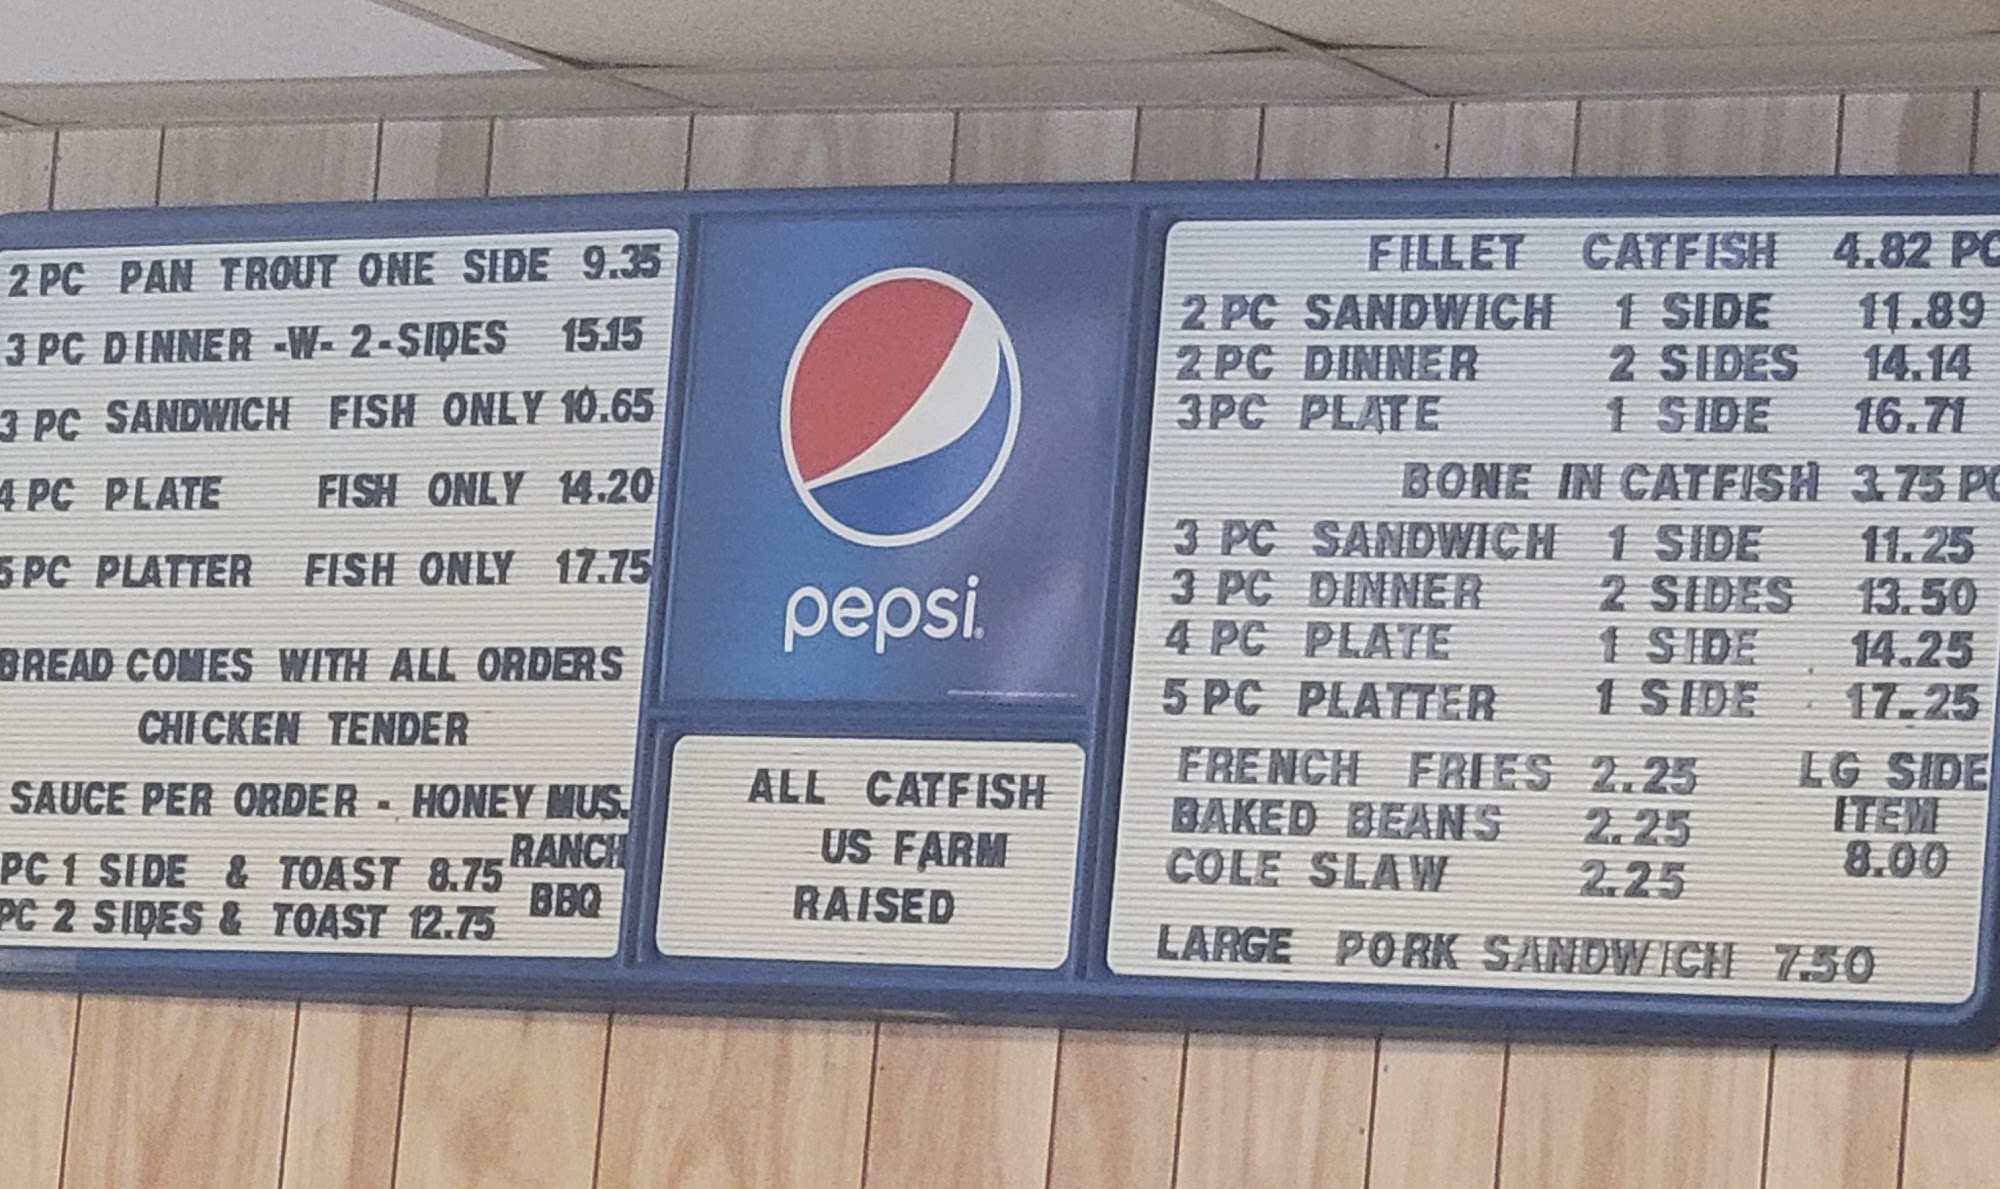 2 PC PAN TROUT ONE SIDE 9.35
3 PC DINNER -W- 2-SIDES 15.15
3 PC SANDWICH FISH ONLY 10.65
4 PC PLATE FISH ONLY 14.20
5 PC PLATTER FISH ONLY 17.75
BREAD COMES WITH ALL ORDERS
CHICKEN TENDER
SAUCE PER ORDER - HONEY MUS.
RANCH
PC 1 SIDE & TOAST 8.75
BBQ
PC 2 SIDES & TOAST 12.75
pepsi
ALL CATFISH
US FARM
RAISED
FILLET CATFISH 4.82 PC
2 PC SANDWICH 1 SIDE 11.89
2 PC DINNER 2 SIDES 14.14
3PC PLATE 1 SIDE 16.71
BONE IN CATFISH 3.75 PC
3 PC SANDWICH 1 SIDE 11.25
3 PC DINNER 2 SIDES 13.50
4 PC PLATE 1 SIDE 14.25
5 PC PLATTER 1 SIDE 17.25
FRENCH FRIES 2.25 LG SIDE
BAKED BEANS 2.25 ITEM
COLE SLAW 2.25 8.00
LARGE PORK SANDWICH 7.50